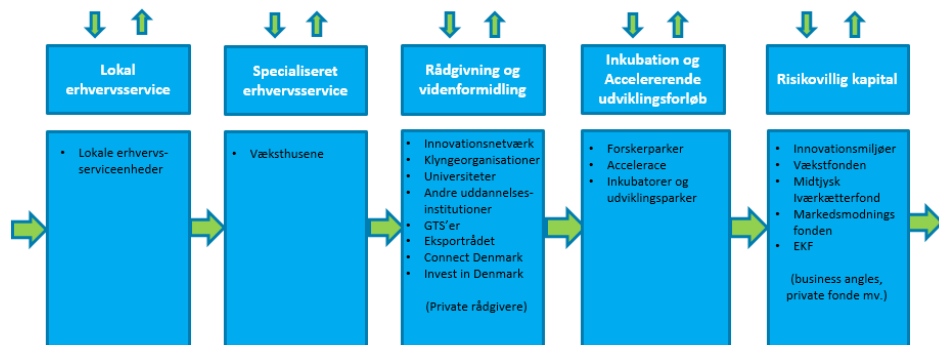 Lokal
erhvervsservice
Specialiseret
erhvervsservice
Rådgivning og
videnformidling
Inkubation og
Accelererende
udviklingsforløb
Risikovillig kapital
• Lokale erhvervs-
serviceenheder
• Væksthusene
• Innovationsnetværk
• Klyngeorganisationer
• Universiteter
• Andre uddannelses-
institutioner
• GTS'er
• Eksportrådet
• Connect Denmark
• Invest in Denmark
(Private rådgivere)
• Forskerparker
• Accelerace
• Inkubatorer og
udviklingsparker
• Innovationsmiljøer
• Vækstfonden
• Midtjysk
Iværkætterfond
• Markedsmodnings
fonden
• EKF
(business angles,
private fonde mv.)